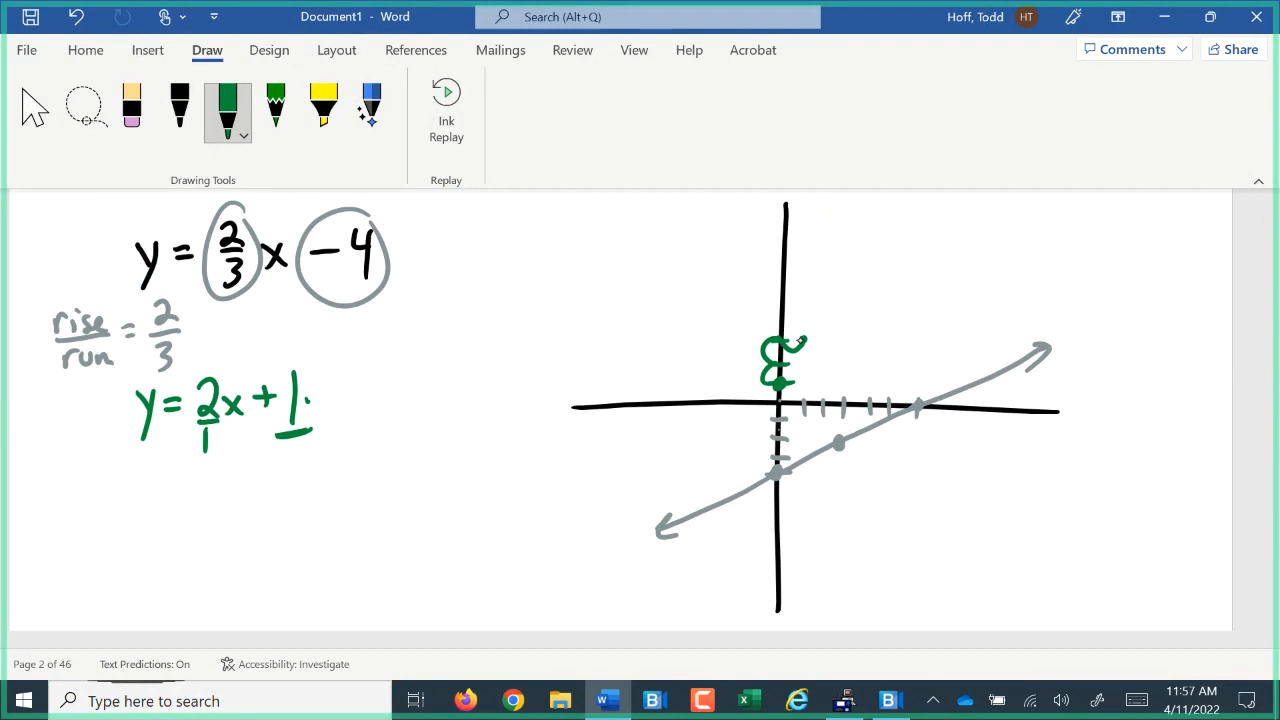 Document1 • Word
Search (Alt+Q)
Hoff, Todd
HT
File Home Insert Draw Design Layout References Mailings Review View Help Acrobat
Comments
Share
Ink
Replay
Drawing Tools
Replay
y = 2/3 x - 4
rise/run = 2/3
y = 2/1 x + 1.
Page 2 of 46
Text Predictions: On
Accessibility: Investigate
Type here to search
11:57 AM
4/11/2022